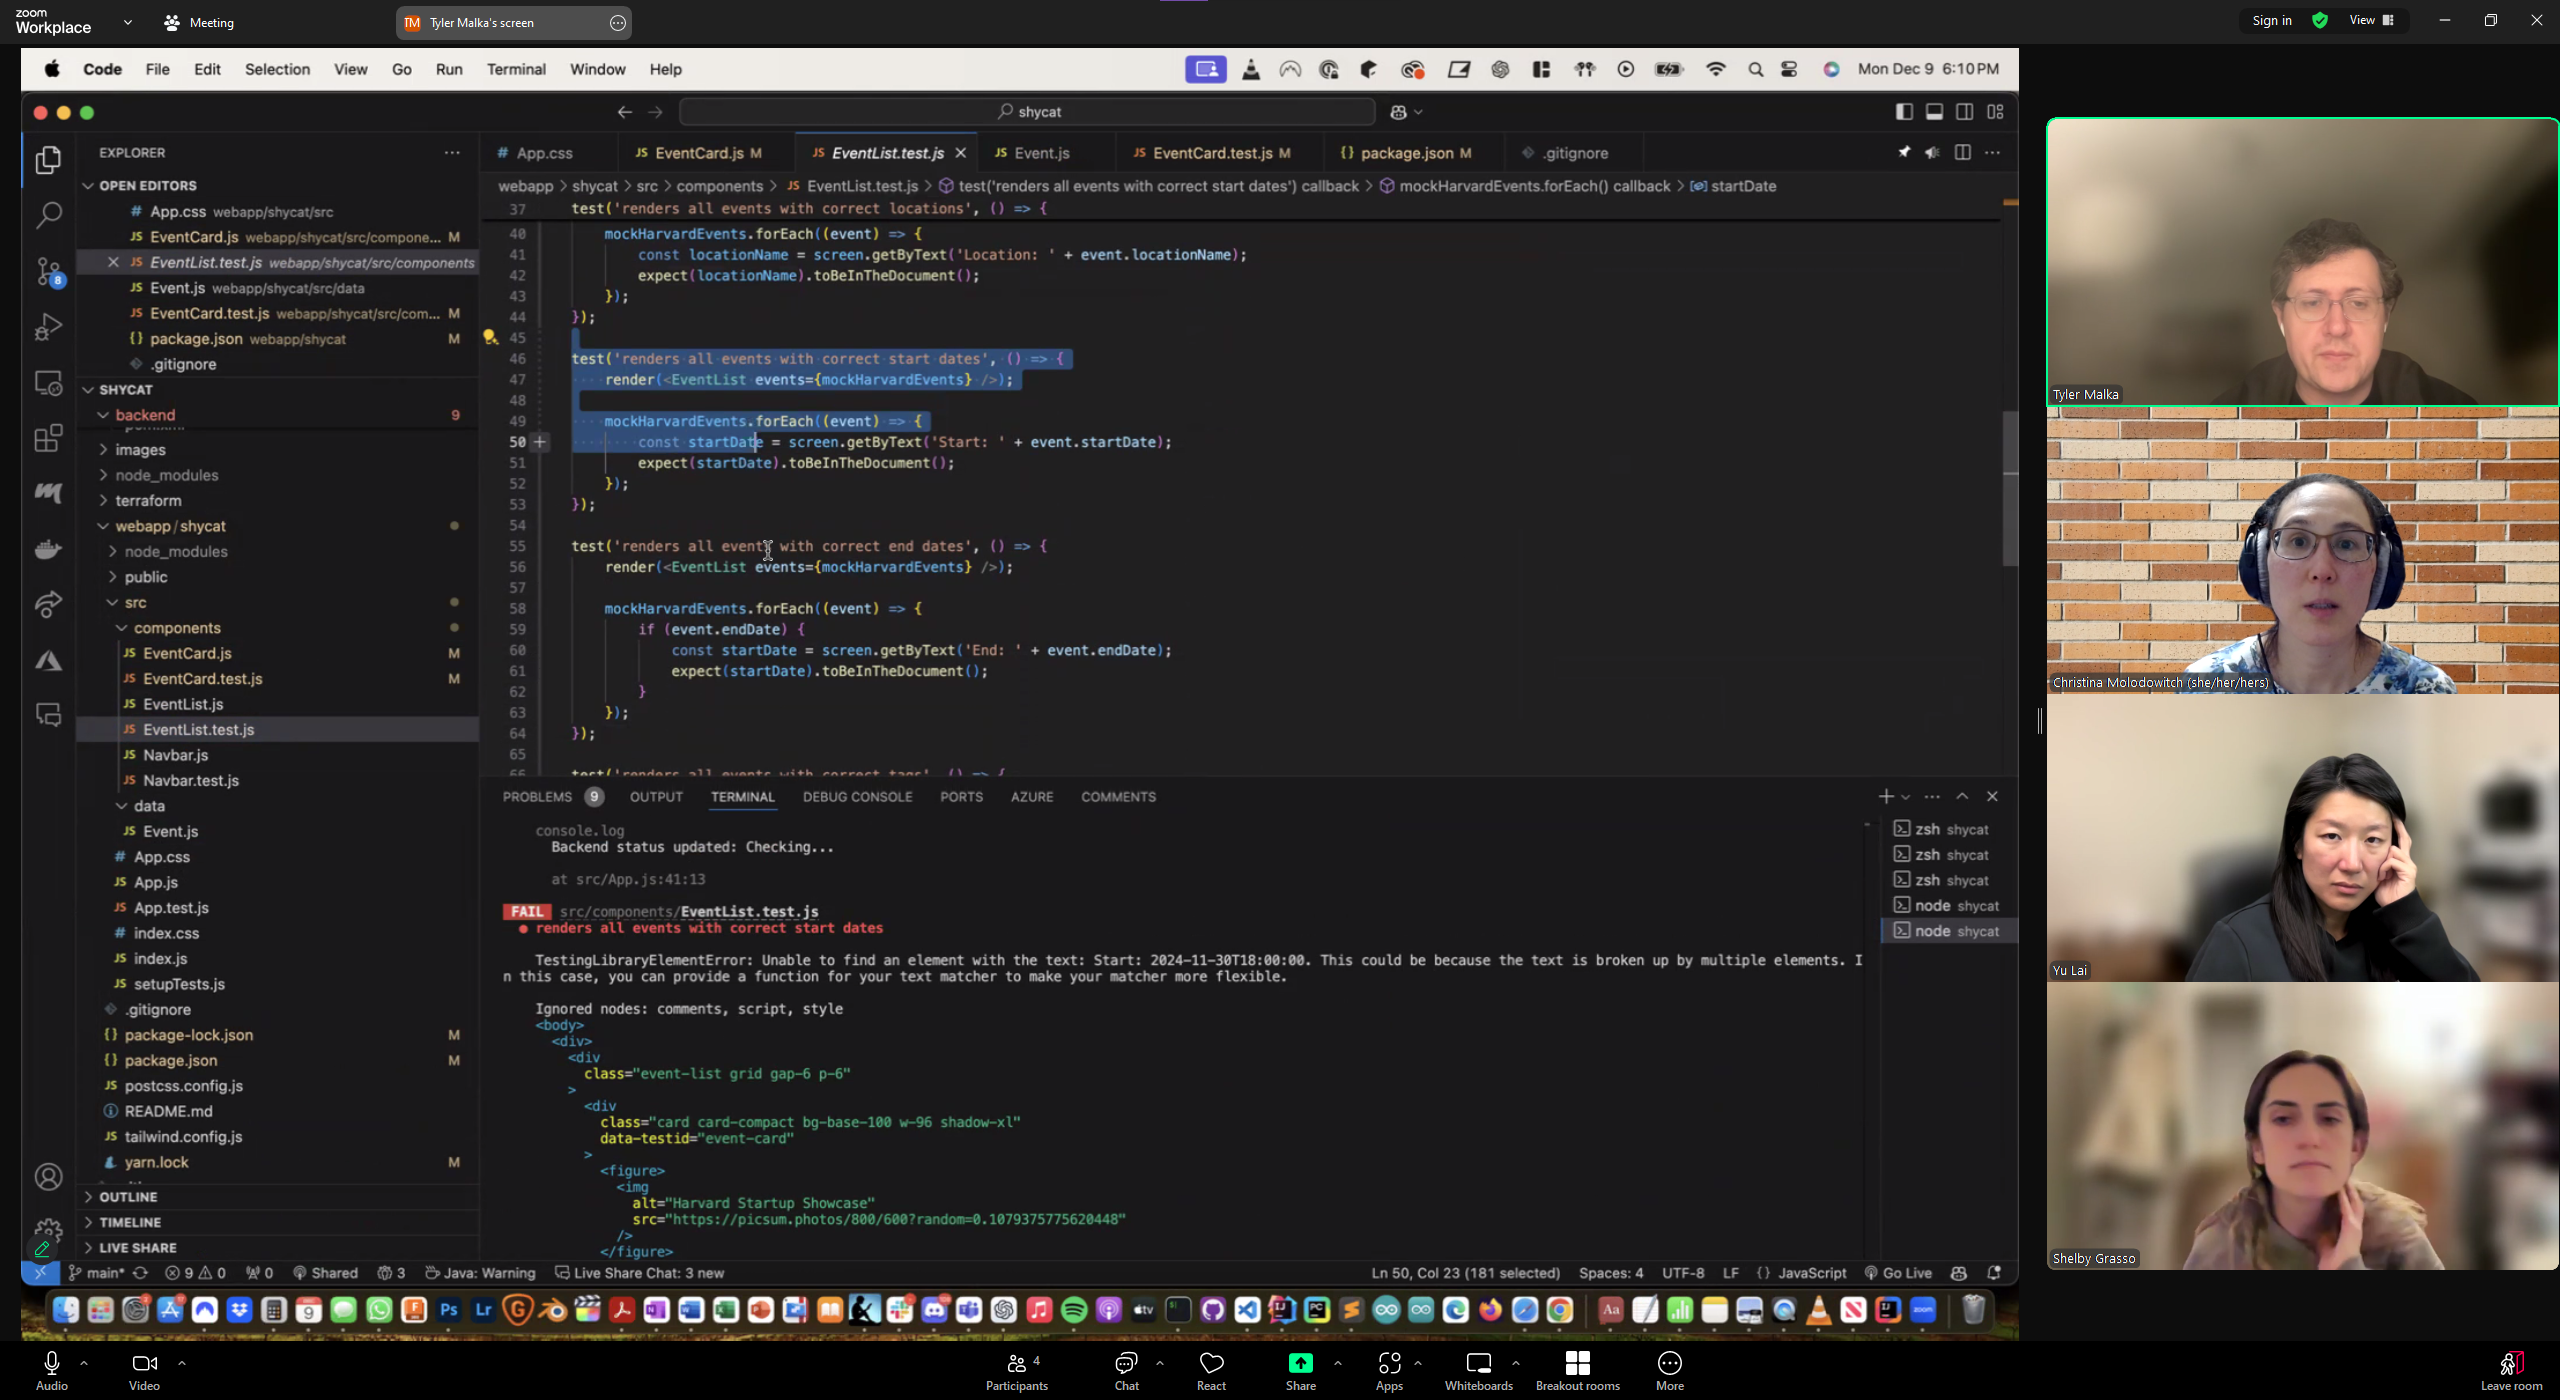 zoom
Workplace
Meeting
TM Tyler Malka's screen
Sign in
View
Code File Edit Selection View Go Run Terminal Window Help
Mon Dec 9 6:10 PM
shycat
EXPLORER
OPEN EDITORS
# App.css webapp/shycat/src
JS EventCard.js webapp/shycat/src/compone... M
JS EventList.test.js webapp/shycat/src/components
JS Event.js webapp/shycat/src/data
JS EventCard.test.js webapp/shycat/src/com... M
{} package.json webapp/shycat M
.gitignore
SHYCAT
backend 9
images
node_modules
terraform
webapp/shycat
node_modules
public
src
components
JS EventCard.js M
JS EventCard.test.js M
JS EventList.js
JS EventList.test.js
JS Navbar.js
JS Navbar.test.js
data
JS Event.js
# App.css
JS App.js
JS App.test.js
# index.css
JS index.js
JS setupTests.js
.gitignore
{} package-lock.json M
{} package.json M
JS postcss.config.js
README.md
JS tailwind.config.js
yarn.lock M
OUTLINE
TIMELINE
LIVE SHARE
8
# App.css JS EventCard.js M JS EventList.test.js JS Event.js JS EventCard.test.js M {} package.json M .gitignore
webapp > shycat > src > components > JS EventList.test.js > test('renders all events with correct start dates') callback > mockHarvardEvents.forEach() callback > startDate
37 test('renders all events with correct locations', () => {
40 mockHarvardEvents.forEach((event) => {
41 const locationName = screen.getByText('Location: ' + event.locationName);
42 expect(locationName).toBeInTheDocument();
43 });
44 });
45
46 test('renders all events with correct start dates', () => {
47 render(<EventList events={mockHarvardEvents} />);
48
49 mockHarvardEvents.forEach((event) => {
50 const startDate = screen.getByText('Start: ' + event.startDate);
51 expect(startDate).toBeInTheDocument();
52 });
53 });
54
55 test('renders all events with correct end dates', () => {
56 render(<EventList events={mockHarvardEvents} />);
57
58 mockHarvardEvents.forEach((event) => {
59 if (event.endDate) {
60 const startDate = screen.getByText('End: ' + event.endDate);
61 expect(startDate).toBeInTheDocument();
62 }
63 });
64 });
65
66 test('renders all events with correct tags', () => {
PROBLEMS 9 OUTPUT TERMINAL DEBUG CONSOLE PORTS AZURE COMMENTS
console.log
Backend status updated: Checking...
at src/App.js:41:13
FAIL src/components/EventList.test.js
● renders all events with correct start dates
TestingLibraryElementError: Unable to find an element with the text: Start: 2024-11-30T18:00:00. This could be because the text is broken up by multiple elements. I
n this case, you can provide a function for your text matcher to make your matcher more flexible.
Ignored nodes: comments, script, style
<body>
<div>
<div
class="event-list grid gap-6 p-6"
>
<div
class="card card-compact bg-base-100 w-96 shadow-xl"
data-testid="event-card"
>
<figure>
<img
alt="Harvard Startup Showcase"
src="https://picsum.photos/800/600?random=0.1079375775620448"
/>
</figure>
zsh shycat
zsh shycat
zsh shycat
node shycat
node shycat
main* 9 0 0 Shared 3 Java: Warning Live Share Chat: 3 new
Ln 50, Col 23 (181 selected) Spaces: 4 UTF-8 LF {} JavaScript Go Live
Tyler Malka
Christina Molodowitch (she/her/hers)
Yu Lai
Shelby Grasso
Audio
Video
Participants 4
Chat
React
Share
Apps
Whiteboards
Breakout rooms
More
Leave room